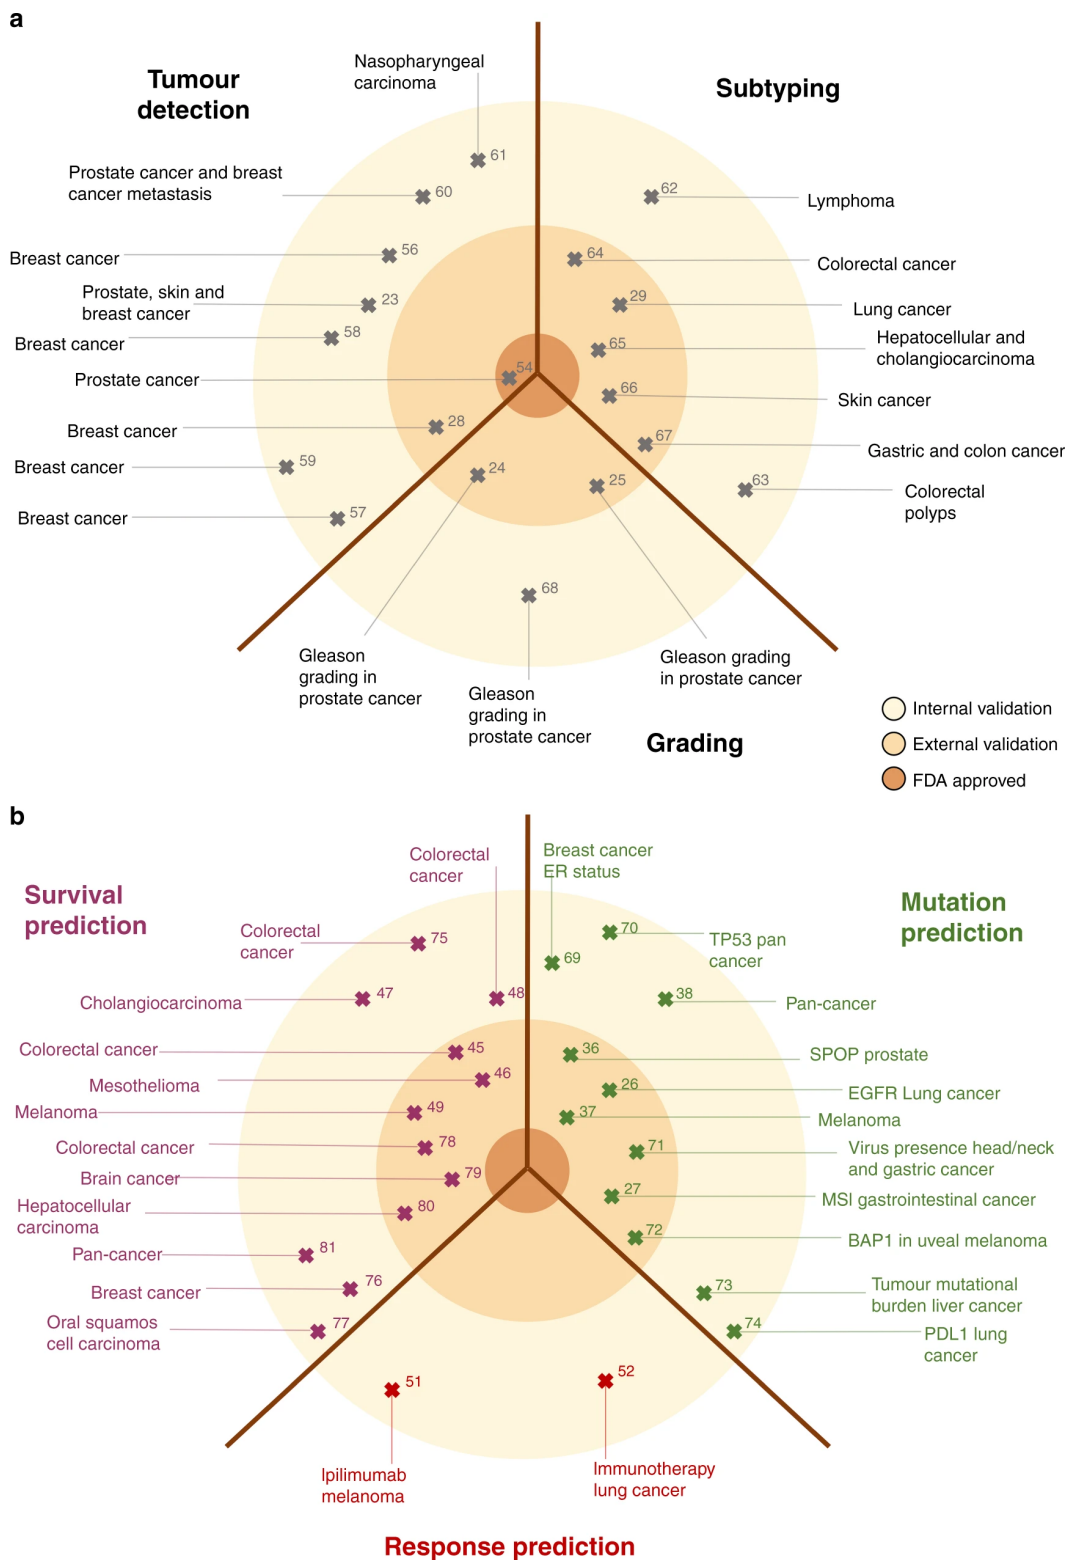 a
Tumour
detection
Nasopharyngeal
carcinoma
61
Subtyping
Prostate cancer and breast
cancer metastasis
60
62
Lymphoma
Breast cancer
56
64
Colorectal cancer
Prostate, skin and
breast cancer
23
29
Lung cancer
Breast cancer
58
65
Hepatocellular and
cholangiocarcinoma
Prostate cancer
54
66
Skin cancer
Breast cancer
28
67
Gastric and colon cancer
Breast cancer
59
24
25
63
Colorectal
polyps
Breast cancer
57
68
Gleason
grading in
prostate cancer
Gleason
grading in
prostate cancer
Gleason grading
in prostate cancer
Grading
Internal validation
External validation
FDA approved
b
Survival
prediction
Colorectal
cancer
Breast cancer
ER status
Mutation
prediction
Colorectal
cancer
75
70
TP53 pan
cancer
69
Cholangiocarcinoma
47
48
38
Pan-cancer
Colorectal cancer
45
36
SPOP prostate
Mesothelioma
46
26
EGFR Lung cancer
Melanoma
49
37
Melanoma
Colorectal cancer
78
71
Virus presence head/neck
and gastric cancer
Brain cancer
79
27
MSI gastrointestinal cancer
Hepatocellular
carcinoma
80
72
BAP1 in uveal melanoma
Pan-cancer
81
Breast cancer
76
73
Tumour mutational
burden liver cancer
Oral squamos
cell carcinoma
77
74
PDL1 lung
cancer
51
52
Ipilimumab
melanoma
Immunotherapy
lung cancer
Response prediction